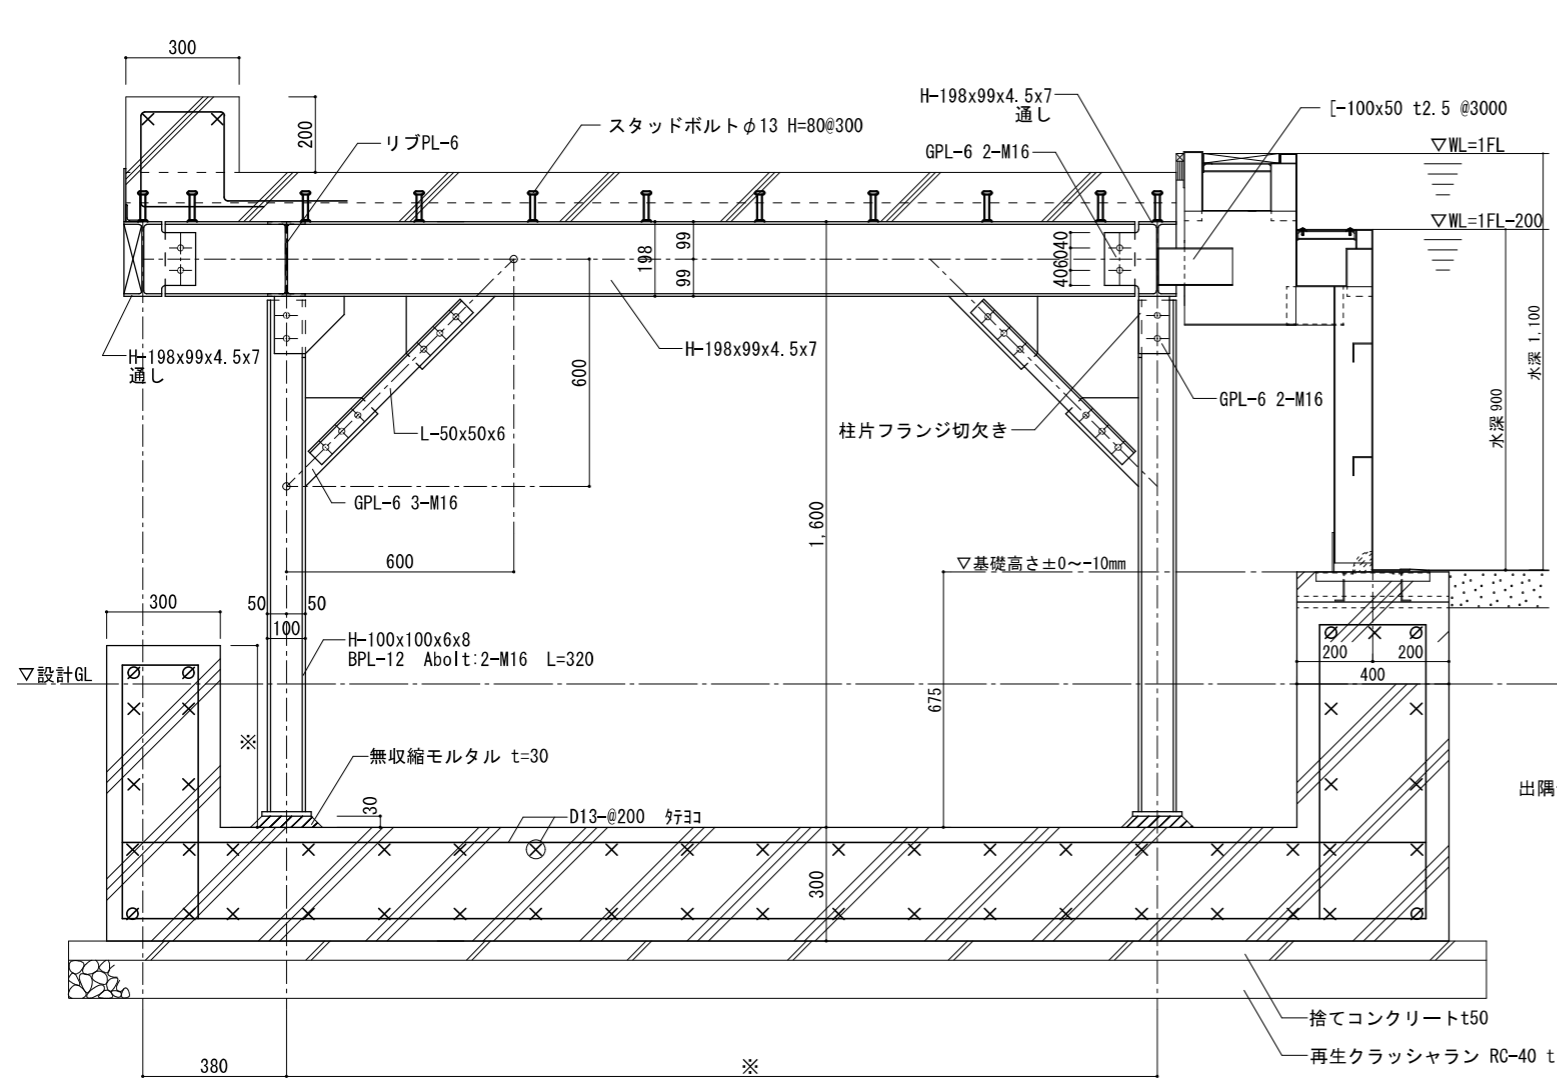 300
200
リブPL-6
スタッドボルトφ13 H=80@300
H-198x99x4.5x7
通し
GPL-6 2-M16
[-100x50 t2.5 @3000
▽WL=1FL
▽WL=1FL-200
198
99
99
40
60
40
H-198x99x4.5x7
通し
H-198x99x4.5x7
600
L-50x50x6
GPL-6 3-M16
柱片フランジ切欠き
GPL-6 2-M16
水深 900
水深 1,100
600
1,600
▽基礎高さ±0~-10mm
300
50
50
100
H-100x100x6x8
BPL-12 Abolt:2-M16 L=320
▽設計GL
※
675
200
200
400
無収縮モルタル t=30
30
D13-@200 ﾀﾃﾖｺ
出隅
300
捨てコンクリートt50
再生クラッシャラン RC-40 t
380
※